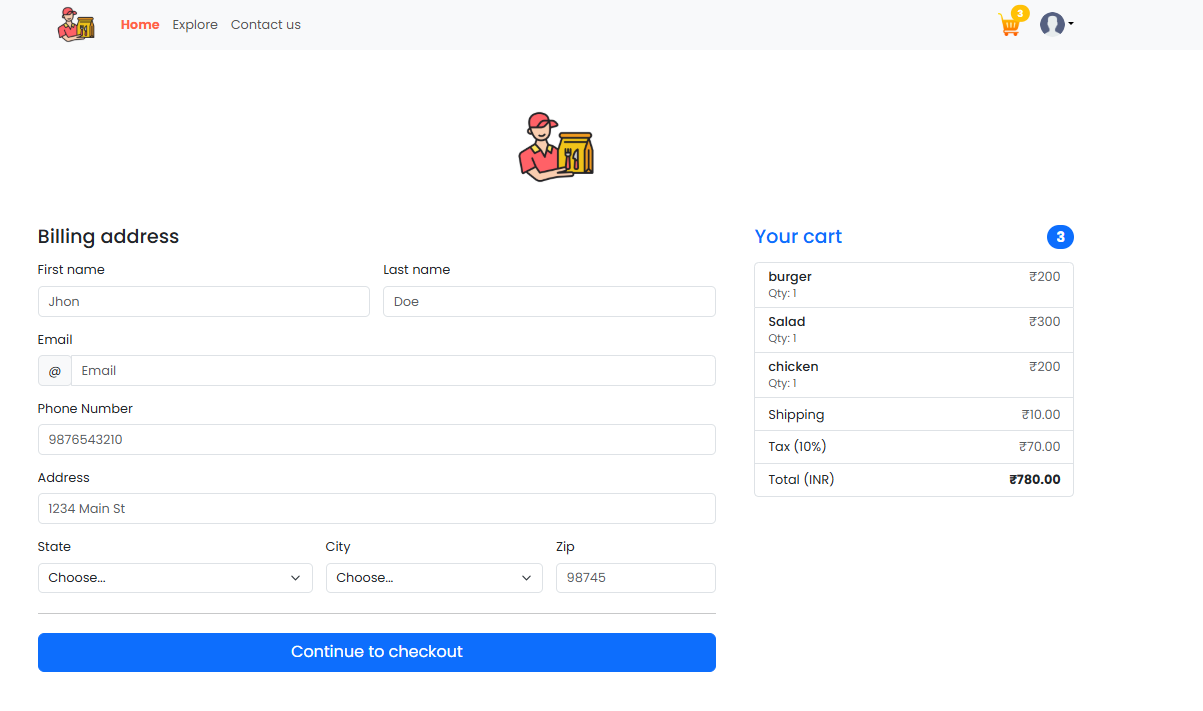 Home Explore Contact us
3
Billing address
First name Last name
Jhon Doe
Email
@ Email
Phone Number
9876543210
Address
1234 Main St
State City Zip
Choose... Choose... 98745
Continue to checkout
Your cart 3
burger ₹200
Qty: 1
Salad ₹300
Qty: 1
chicken ₹200
Qty: 1
Shipping ₹10.00
Tax (10%) ₹70.00
Total (INR) ₹780.00